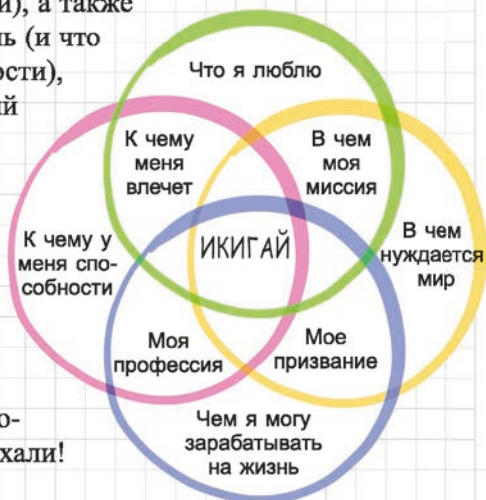 и), а также
ь (и что
ости),
ий
Что я люблю
К чему
меня
влечет
В чем
моя
миссия
К чему у
меня спо-
собности
ИКИГАЙ
В чем
нуждается
мир
Моя
профессия
Мое
призвание
Чем я могу
зарабатывать
на жизнь
о-
хали!